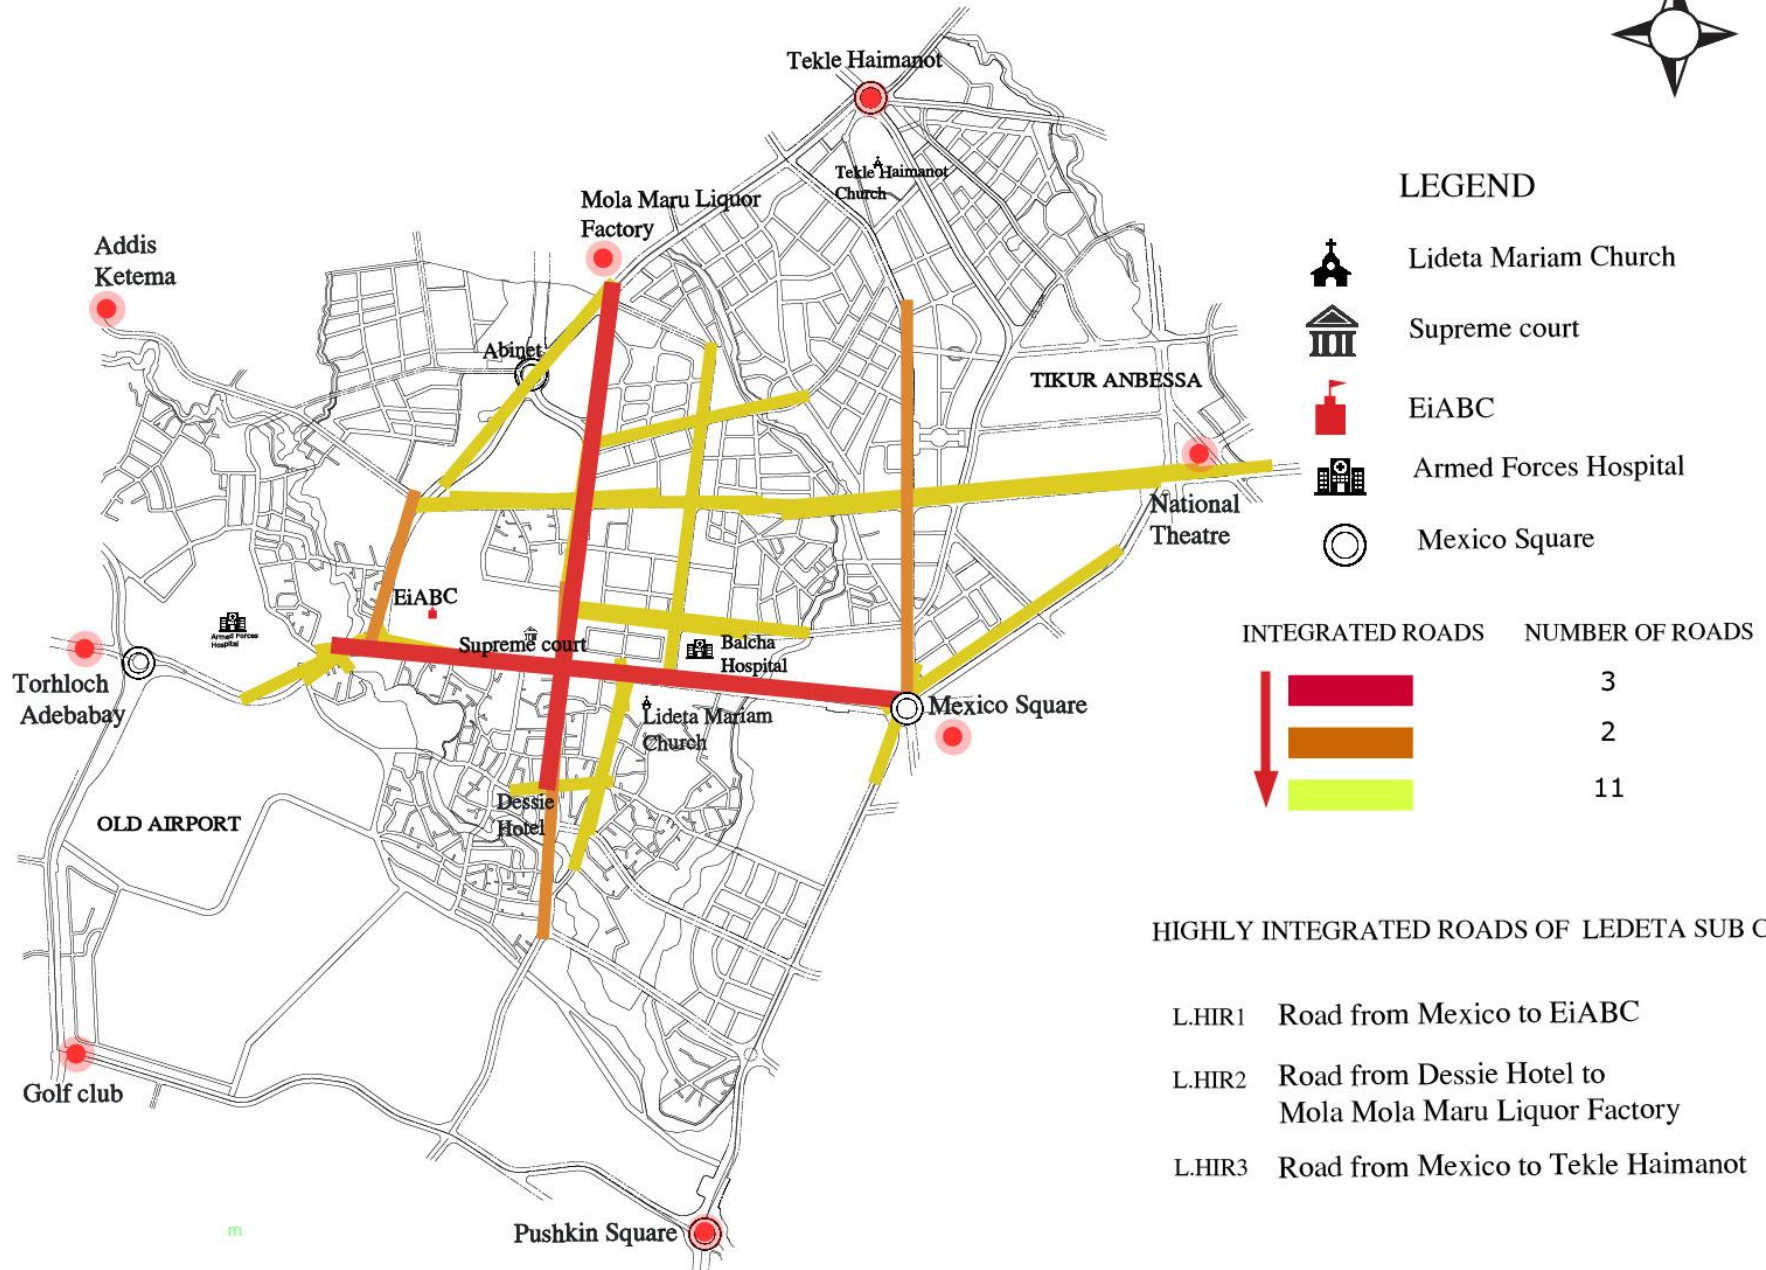 Tekle Haimanot
Tekle Haimanot
Church
Mola Maru Liquor
Factory
Addis
Ketema
Abinet
TIKUR ANBESSA
National
Theatre
EiABC
Armed Forces
Hospital
Supreme court
Balcha
Hospital
Torhloch
Adebabay
Lideta Mariam
Church
Mexico Square
Dessie
Hotel
OLD AIRPORT
Golf club
Pushkin Square
m
LEGEND
Lideta Mariam Church
Supreme court
EiABC
Armed Forces Hospital
Mexico Square
INTEGRATED ROADS NUMBER OF ROADS
3
2
11
HIGHLY INTEGRATED ROADS OF LEDETA SUB C
L.HIR1 Road from Mexico to EiABC
L.HIR2 Road from Dessie Hotel to
Mola Mola Maru Liquor Factory
L.HIR3 Road from Mexico to Tekle Haimanot